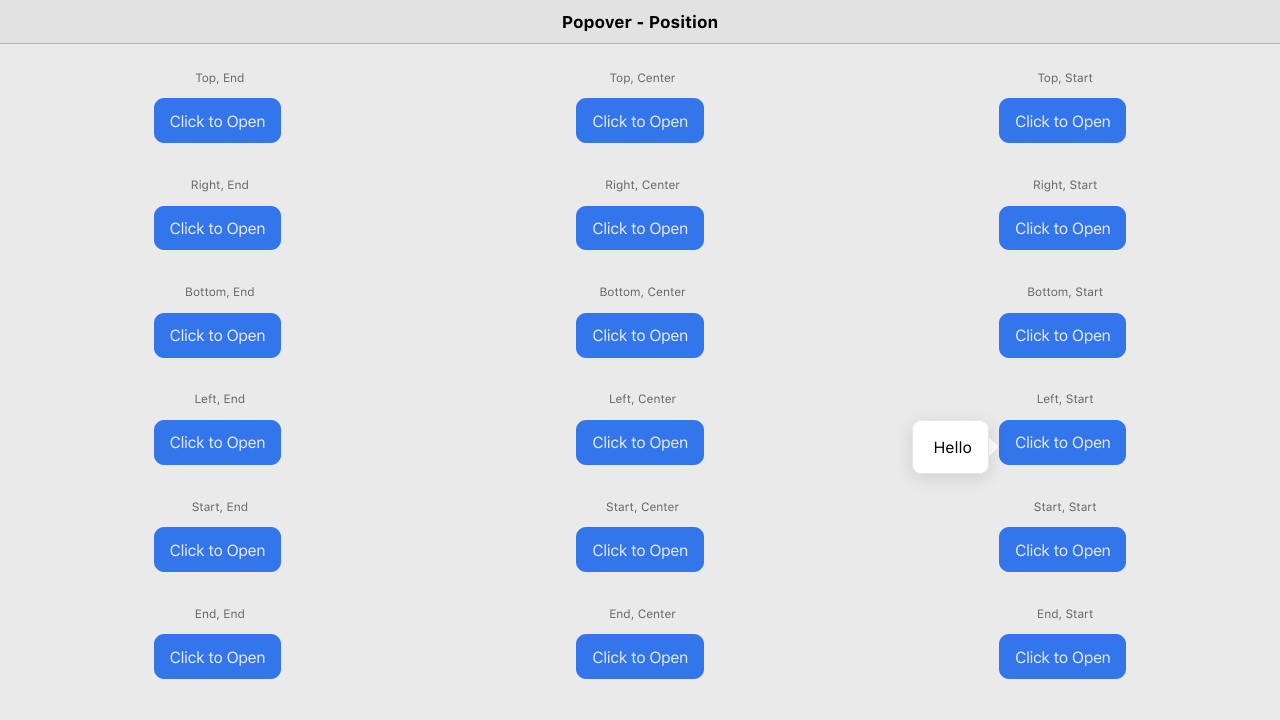 Popover - Position
Top, End
Top, Center
Top, Start
Click to Open
Click to Open
Click to Open
Right, End
Right, Center
Right, Start
Click to Open
Click to Open
Click to Open
Bottom, End
Bottom, Center
Bottom, Start
Click to Open
Click to Open
Click to Open
Left, End
Left, Center
Left, Start
Click to Open
Click to Open
Hello
Click to Open
Start, End
Start, Center
Start, Start
Click to Open
Click to Open
Click to Open
End, End
End, Center
End, Start
Click to Open
Click to Open
Click to Open